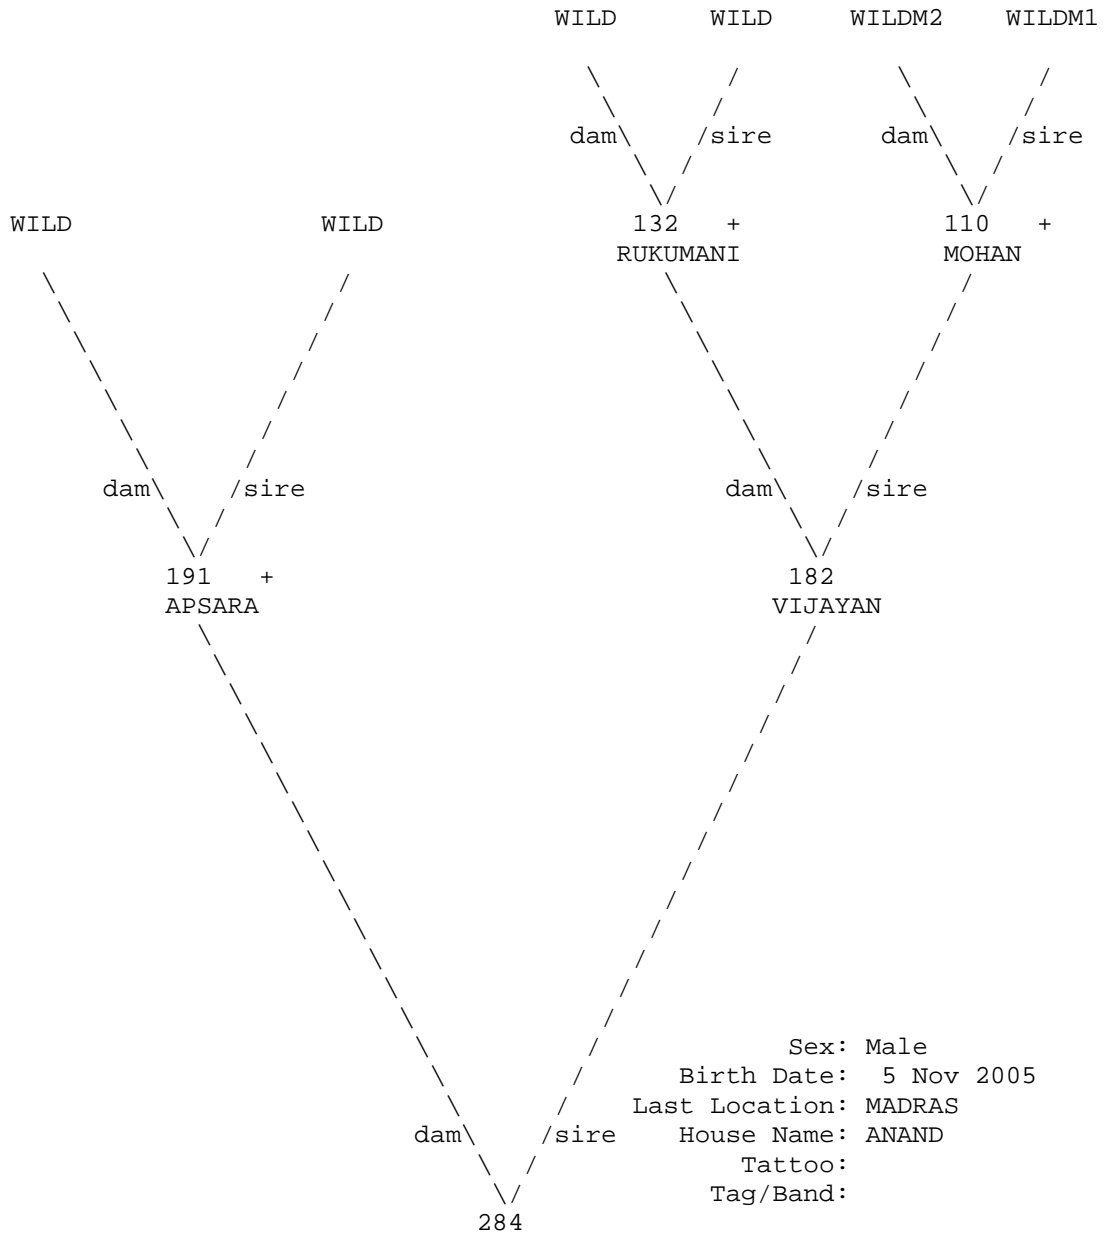 WILD WILD WILDM2 WILDM1
dam sire dam sire
WILD WILD 132 + 110 +
RUKUMANI MOHAN
dam sire dam sire
191 + 182
APSARA VIJAYAN
Sex: Male
Birth Date: 5 Nov 2005
Last Location: MADRAS
dam sire House Name: ANAND
Tattoo:
Tag/Band:
284